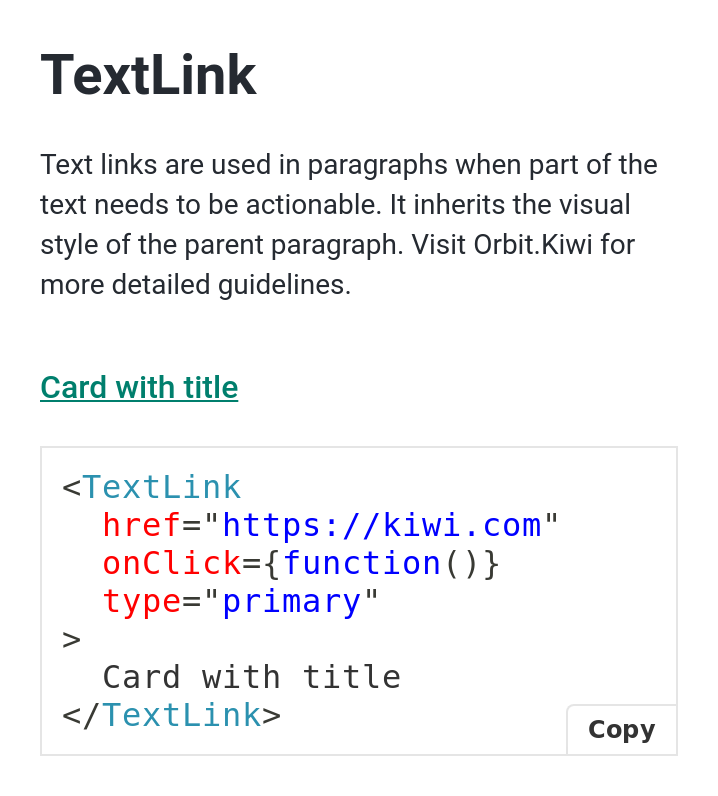 TextLink
Text links are used in paragraphs when part of the
text needs to be actionable. It inherits the visual
style of the parent paragraph. Visit Orbit.Kiwi for
more detailed guidelines.
Card with title
<TextLink
  href="https://kiwi.com"
  onClick={function()}
  type="primary"
>
  Card with title
</TextLink>
Copy